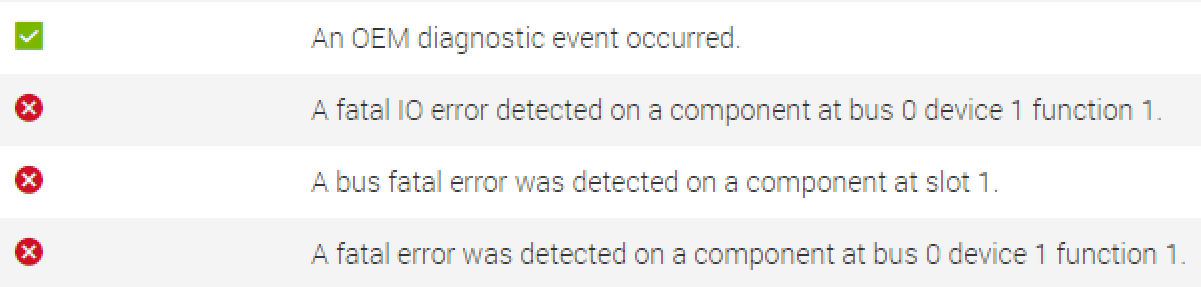 An OEM diagnostic event occurred.
A fatal IO error detected on a component at bus 0 device 1 function 1.
A bus fatal error was detected on a component at slot 1.
A fatal error was detected on a component at bus 0 device 1 function 1.